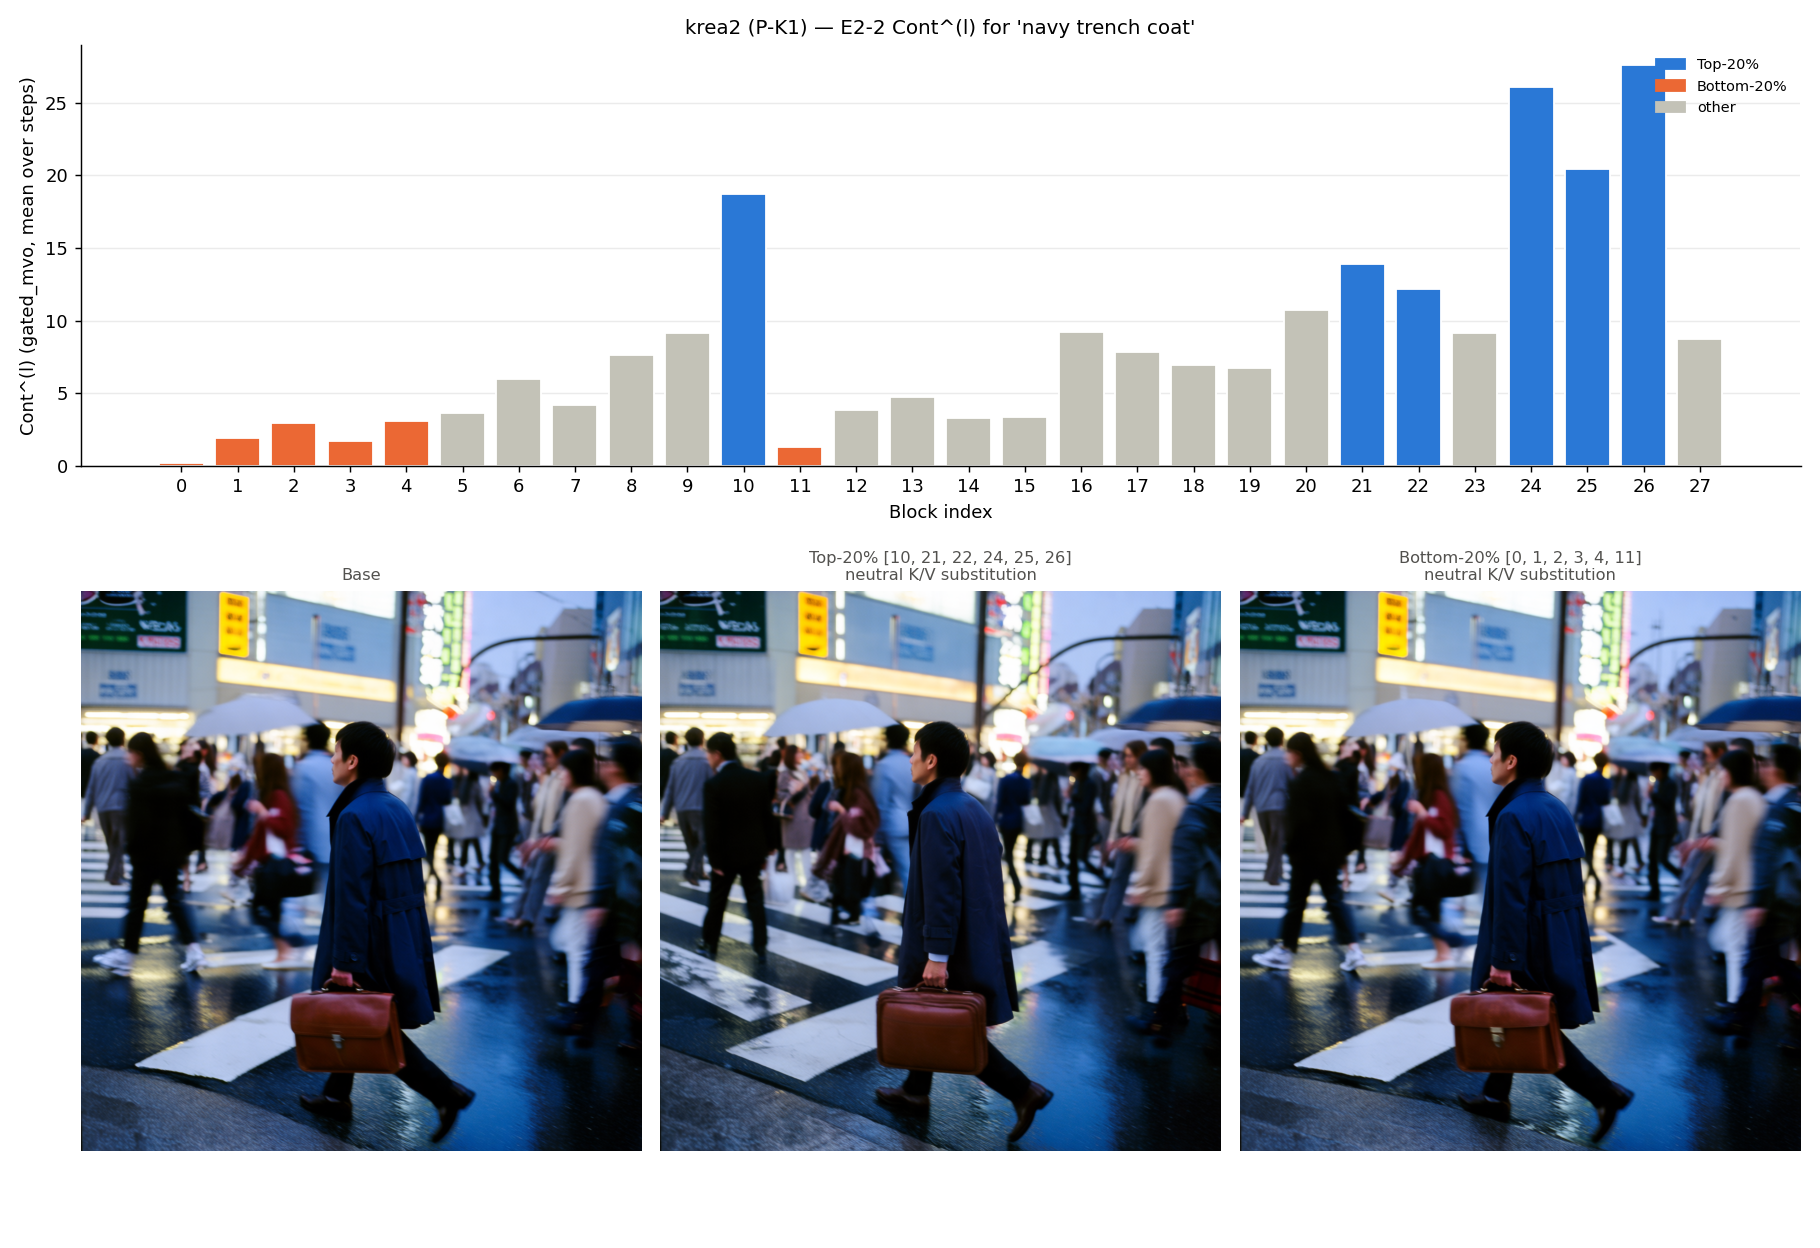 krea2 (P-K1) — E2-2 Cont^(l) for 'navy trench coat'
Cont^(l) (gated_mvo, mean over steps)
25
20
15
10
5
0
Top-20%
Bottom-20%
other
0 1 2 3 4 5 6 7 8 9 10 11 12 13 14 15 16 17 18 19 20 21 22 23 24 25 26 27
Block index
Base
Top-20% [10, 21, 22, 24, 25, 26]
neutral K/V substitution
Bottom-20% [0, 1, 2, 3, 4, 11]
neutral K/V substitution